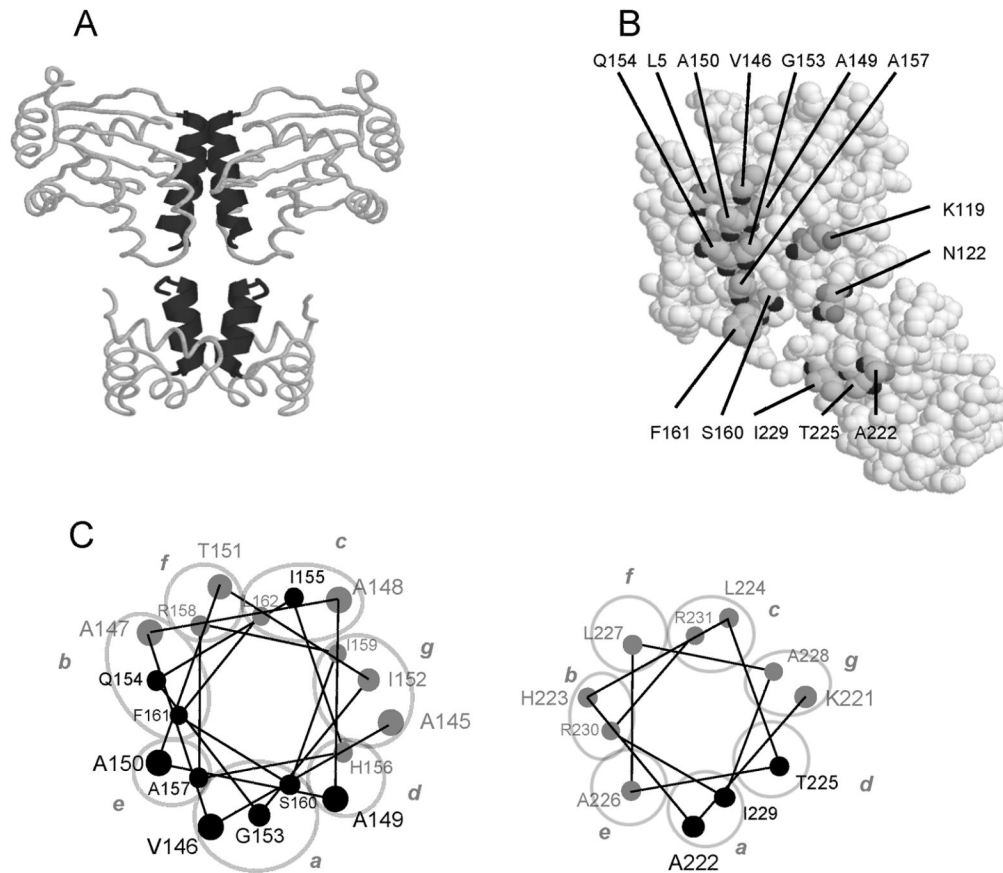 A
B
Q154 L5 A150 V146 G153 A149 A157
K119
N122
F161 S160 I229 T225 A222
C
T151
f
c
I155
R158
L162
A148
A147
I159
b
g
Q154
I152
F161
A145
A150
H156
A157
S160
e
d
V146
G153
A149
a
f
L224
R231
c
L227
A228
g
b
H223
K221
R230
T225
A226
I229
d
e
A222
a